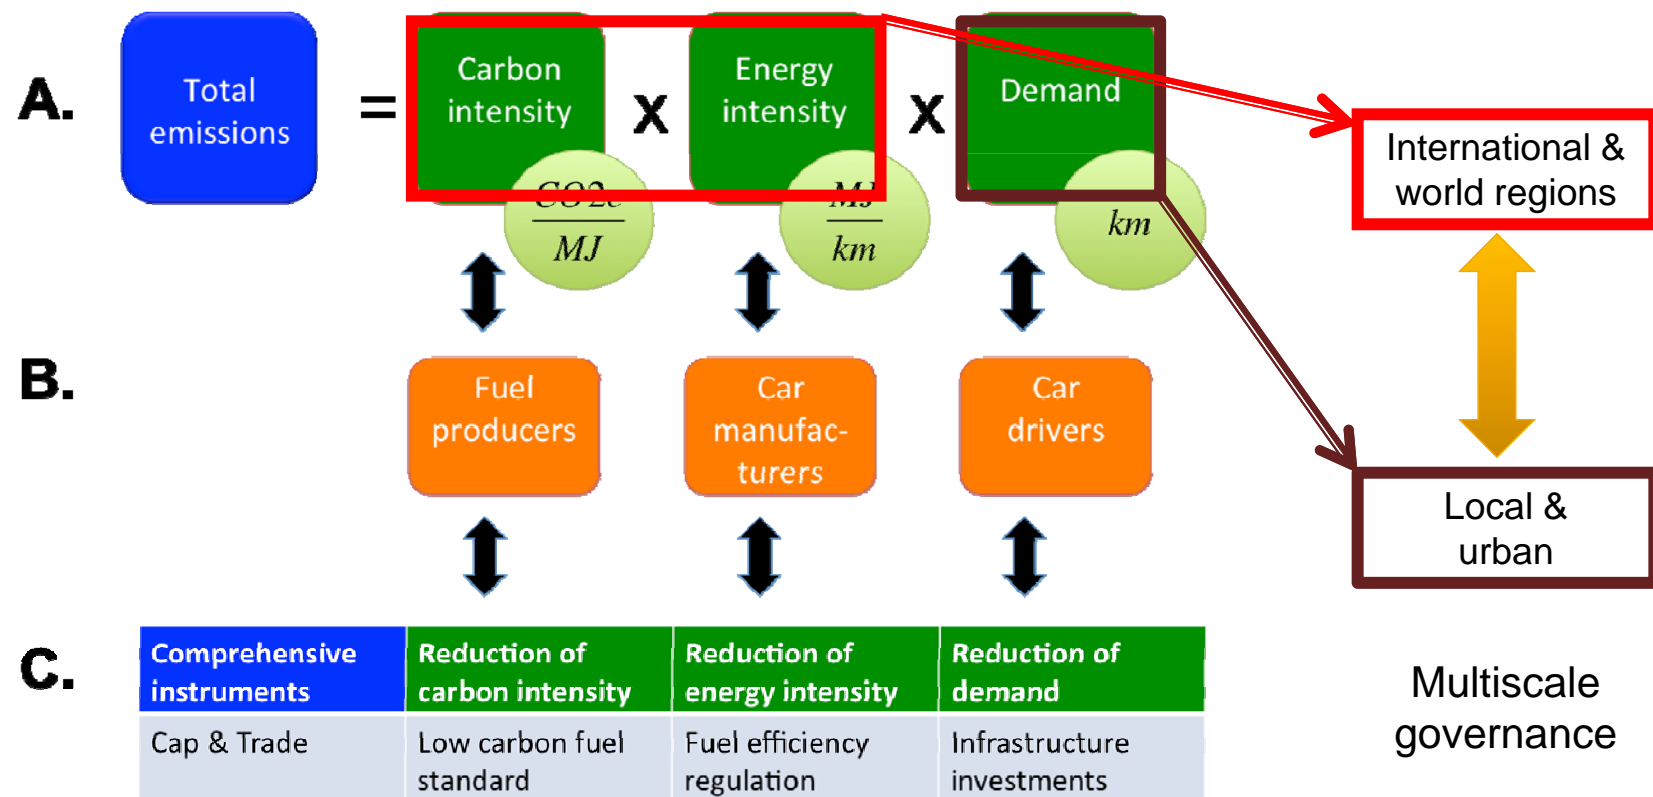 A.
Total
emissions
=
Carbon
intensity
CO2e
MJ
X
Energy
intensity
MJ
km
X
Demand
km
International &
world regions
B.
Fuel
producers
Car
manufac-
turers
Car
drivers
Local &
urban
C.
Comprehensive
instruments
Reduction of
carbon intensity
Reduction of
energy intensity
Reduction of
demand
Cap & Trade
Low carbon fuel
standard
Fuel efficiency
regulation
Infrastructure
investments
Multiscale
governance